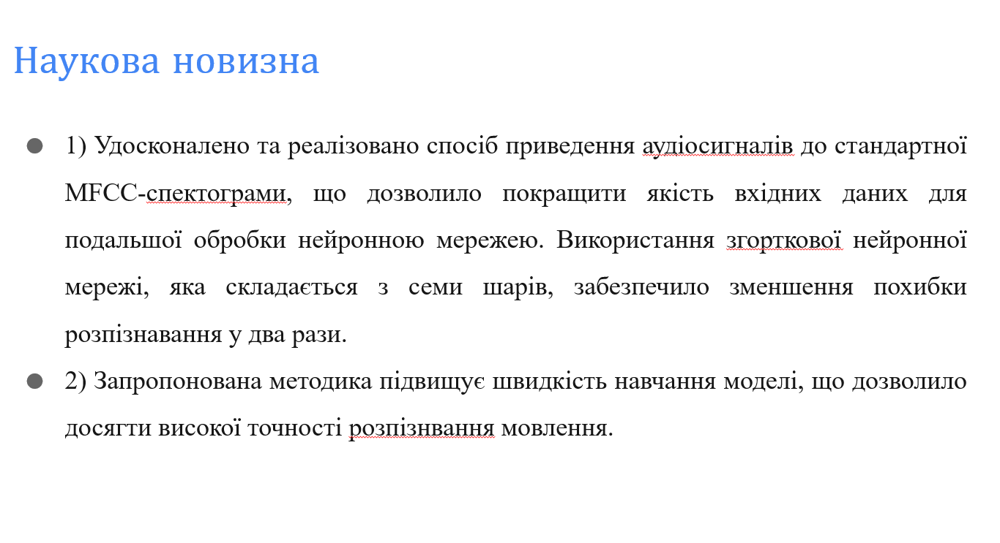 Наукова новизна
● 1) Удосконалено та реалізовано спосіб приведення аудіосигналів до стандартної
MFCC-спектограми, що дозволило покращити якість вхідних даних для
подальшої обробки нейронною мережею. Використання згорткової нейронної
мережі, яка складається з семи шарів, забезпечило зменшення похибки
розпізнавання у два рази.
● 2) Запропонована методика підвищує швидкість навчання моделі, що дозволило
досягти високої точності розпізнвання мовлення.